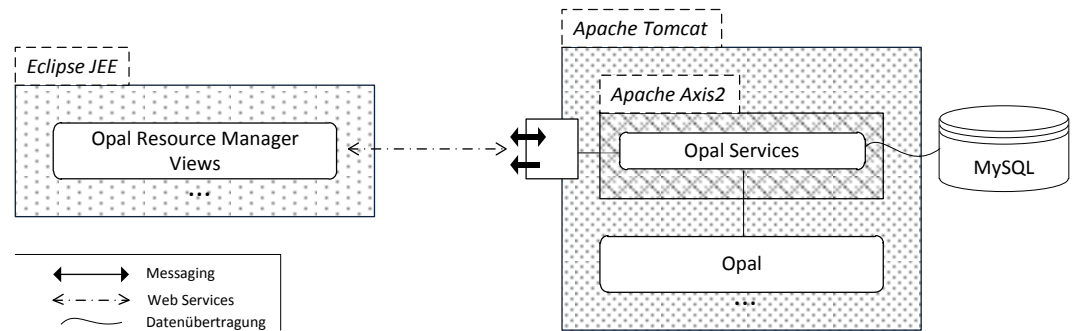 Apache Tomcat
Eclipse JEE
Apache Axis2
Opal Resource Manager
Views
...
Opal Services
MySQL
Opal
...
Messaging
Web Services
Datenübertragung